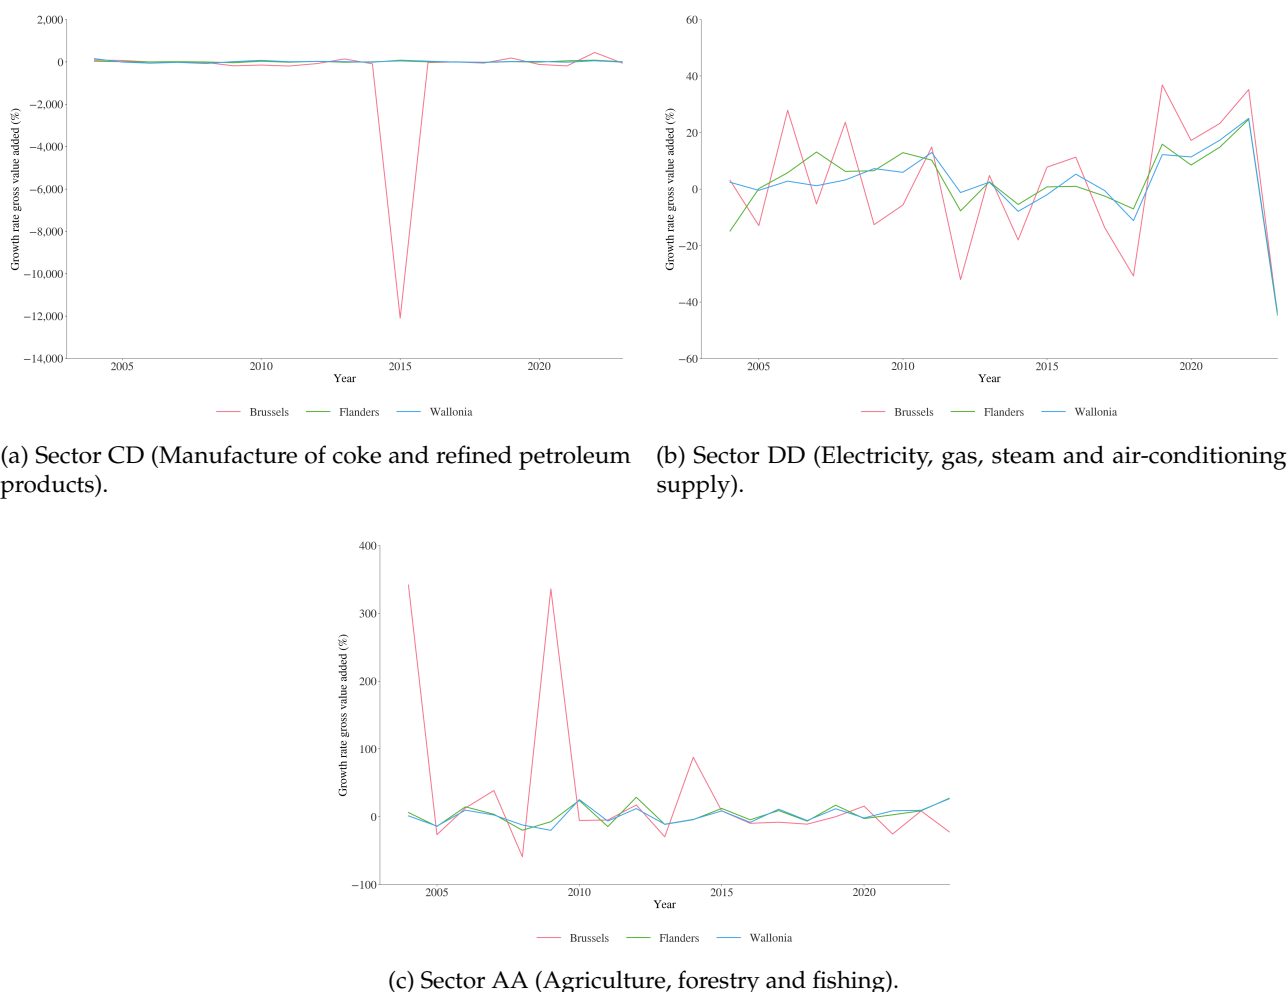 2,000
0
−2,000
−4,000
−6,000
−8,000
−10,000
−12,000
−14,000
Growth rate gross value added (%)
2005 2010 2015 2020
Year
Brussels Flanders Wallonia
(a) Sector CD (Manufacture of coke and refined petroleum
products).
60
40
20
0
−20
−40
−60
Growth rate gross value added (%)
2005 2010 2015 2020
Year
Brussels Flanders Wallonia
(b) Sector DD (Electricity, gas, steam and air-conditioning
supply).
400
300
200
100
0
−100
Growth rate gross value added (%)
2005 2010 2015 2020
Year
Brussels Flanders Wallonia
(c) Sector AA (Agriculture, forestry and fishing).